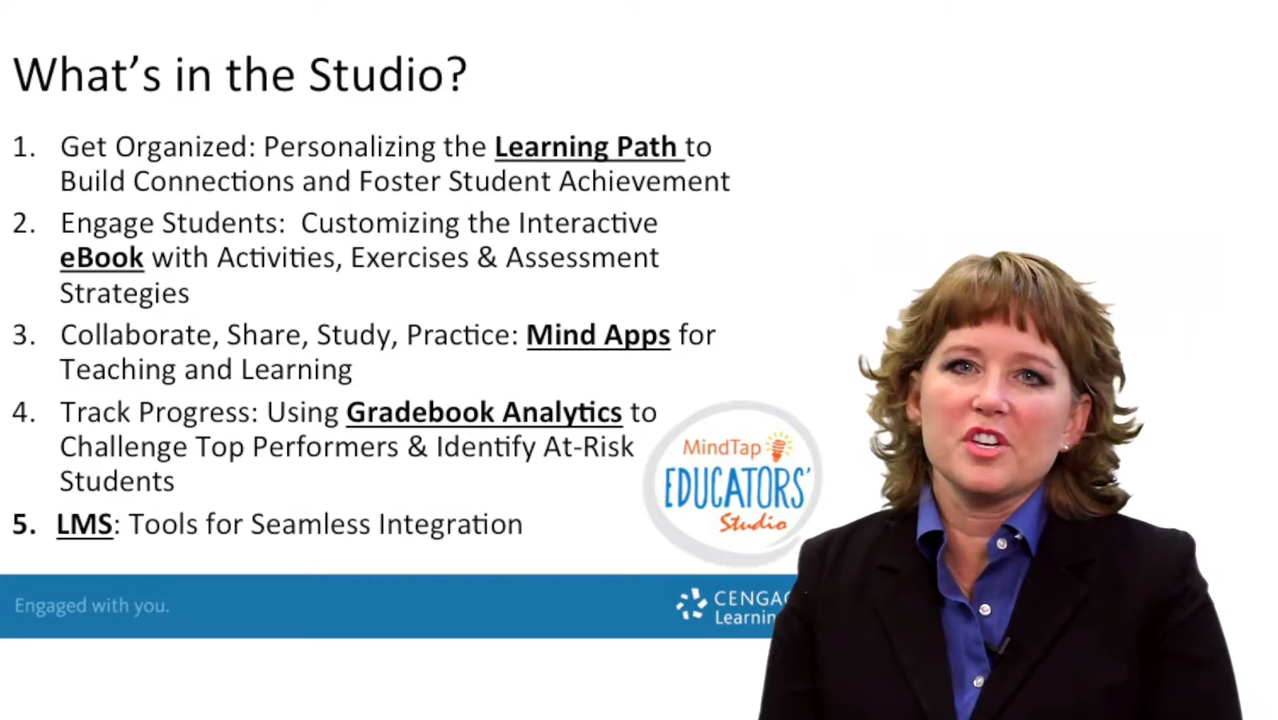 What's in the Studio?
1. Get Organized: Personalizing the Learning Path to
Build Connections and Foster Student Achievement
2. Engage Students: Customizing the Interactive
eBook with Activities, Exercises & Assessment
Strategies
3. Collaborate, Share, Study, Practice: Mind Apps for
Teaching and Learning
4. Track Progress: Using Gradebook Analytics to
Challenge Top Performers & Identify At-Risk
Students
5. LMS: Tools for Seamless Integration
MindTap
EDUCATORS'
Studio
Engaged with you.
CENGAG
Learnin